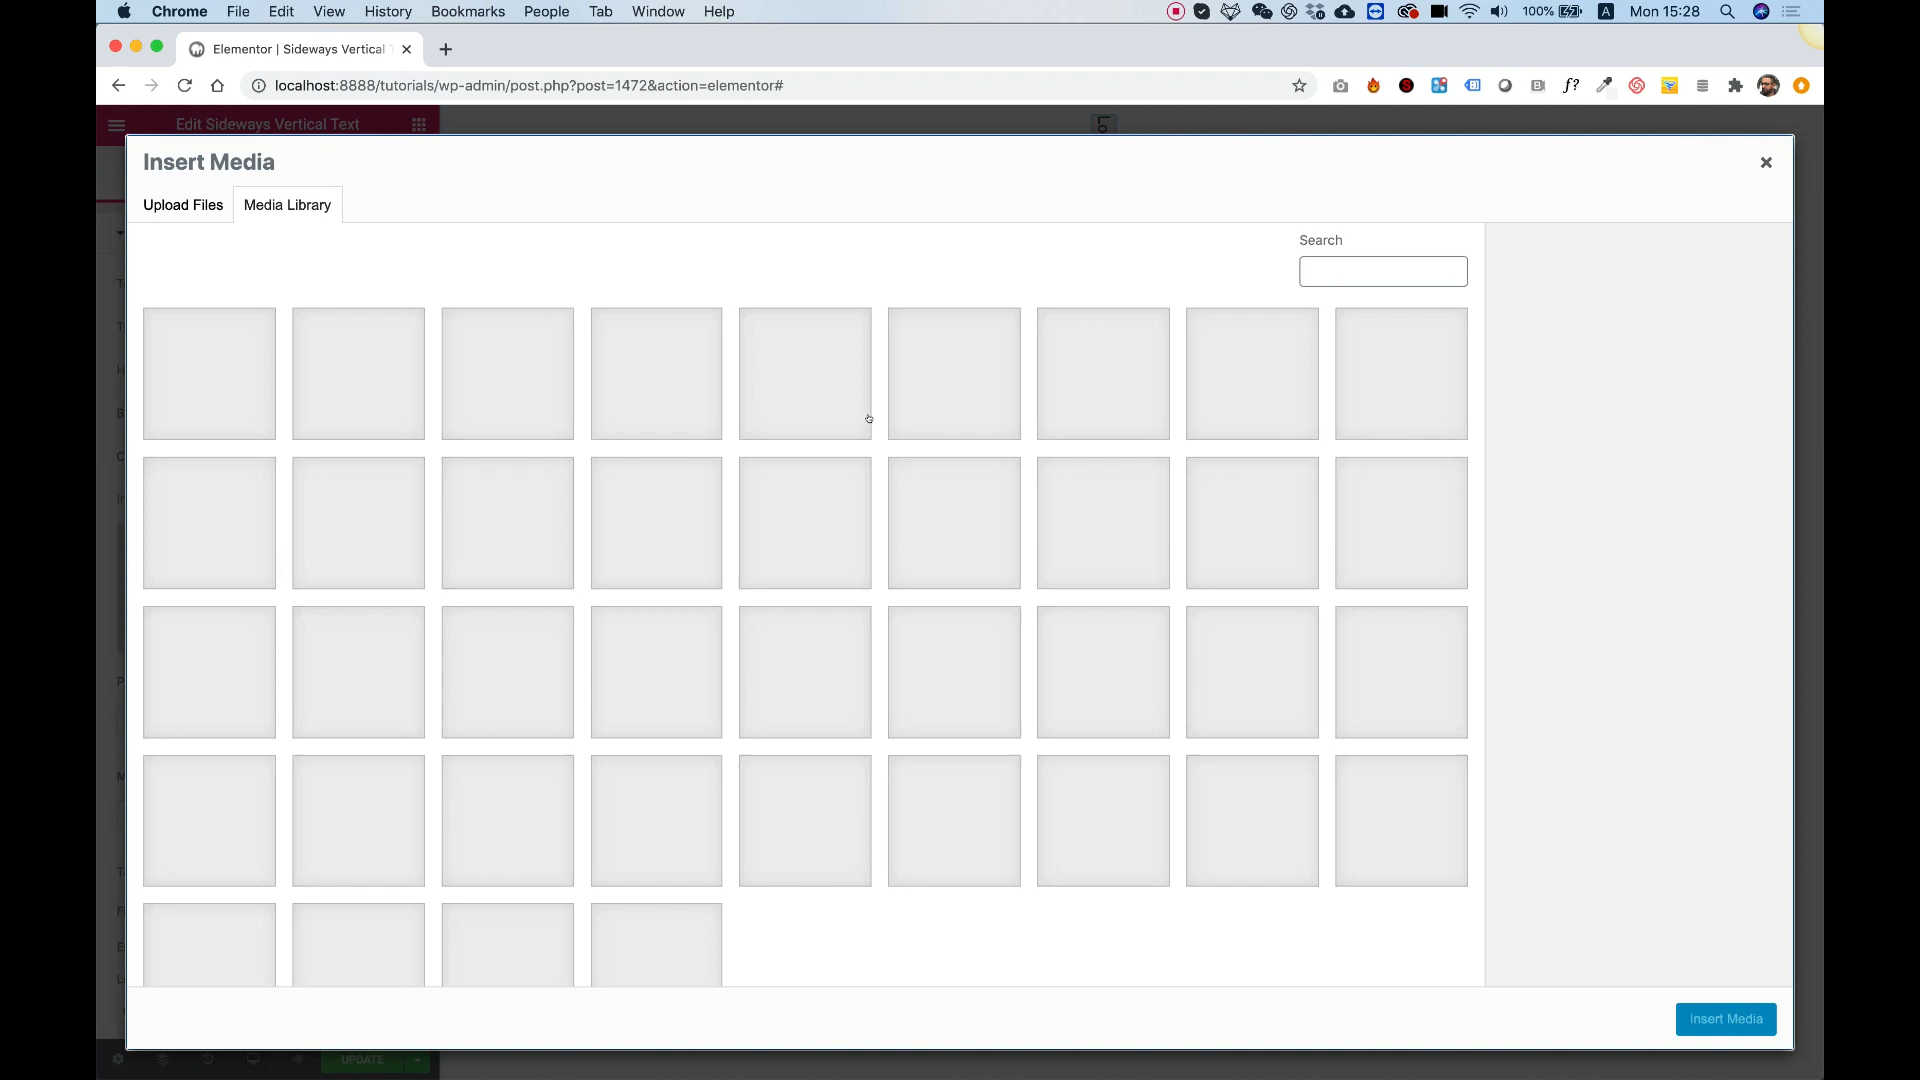 Chrome File Edit View History Bookmarks People Tab Window Help 100% A Mon 15:28
Elementor | Sideways Vertical
localhost:8888/tutorials/wp-admin/post.php?post=1472&action=elementor#
Edit Sideways Vertical Text
Insert Media
Upload Files Media Library
Search
Insert Media
UPDATE